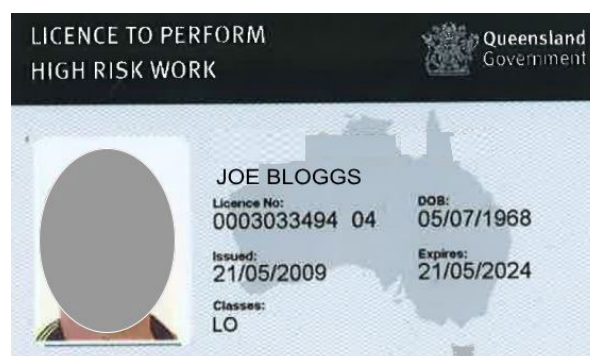 LICENCE TO PERFORM
HIGH RISK WORK
Queensland
Government
JOE BLOGGS
Licence No:
0003033494 04
DOB:
05/07/1968
Issued:
21/05/2009
Expires:
21/05/2024
Classes:
LO